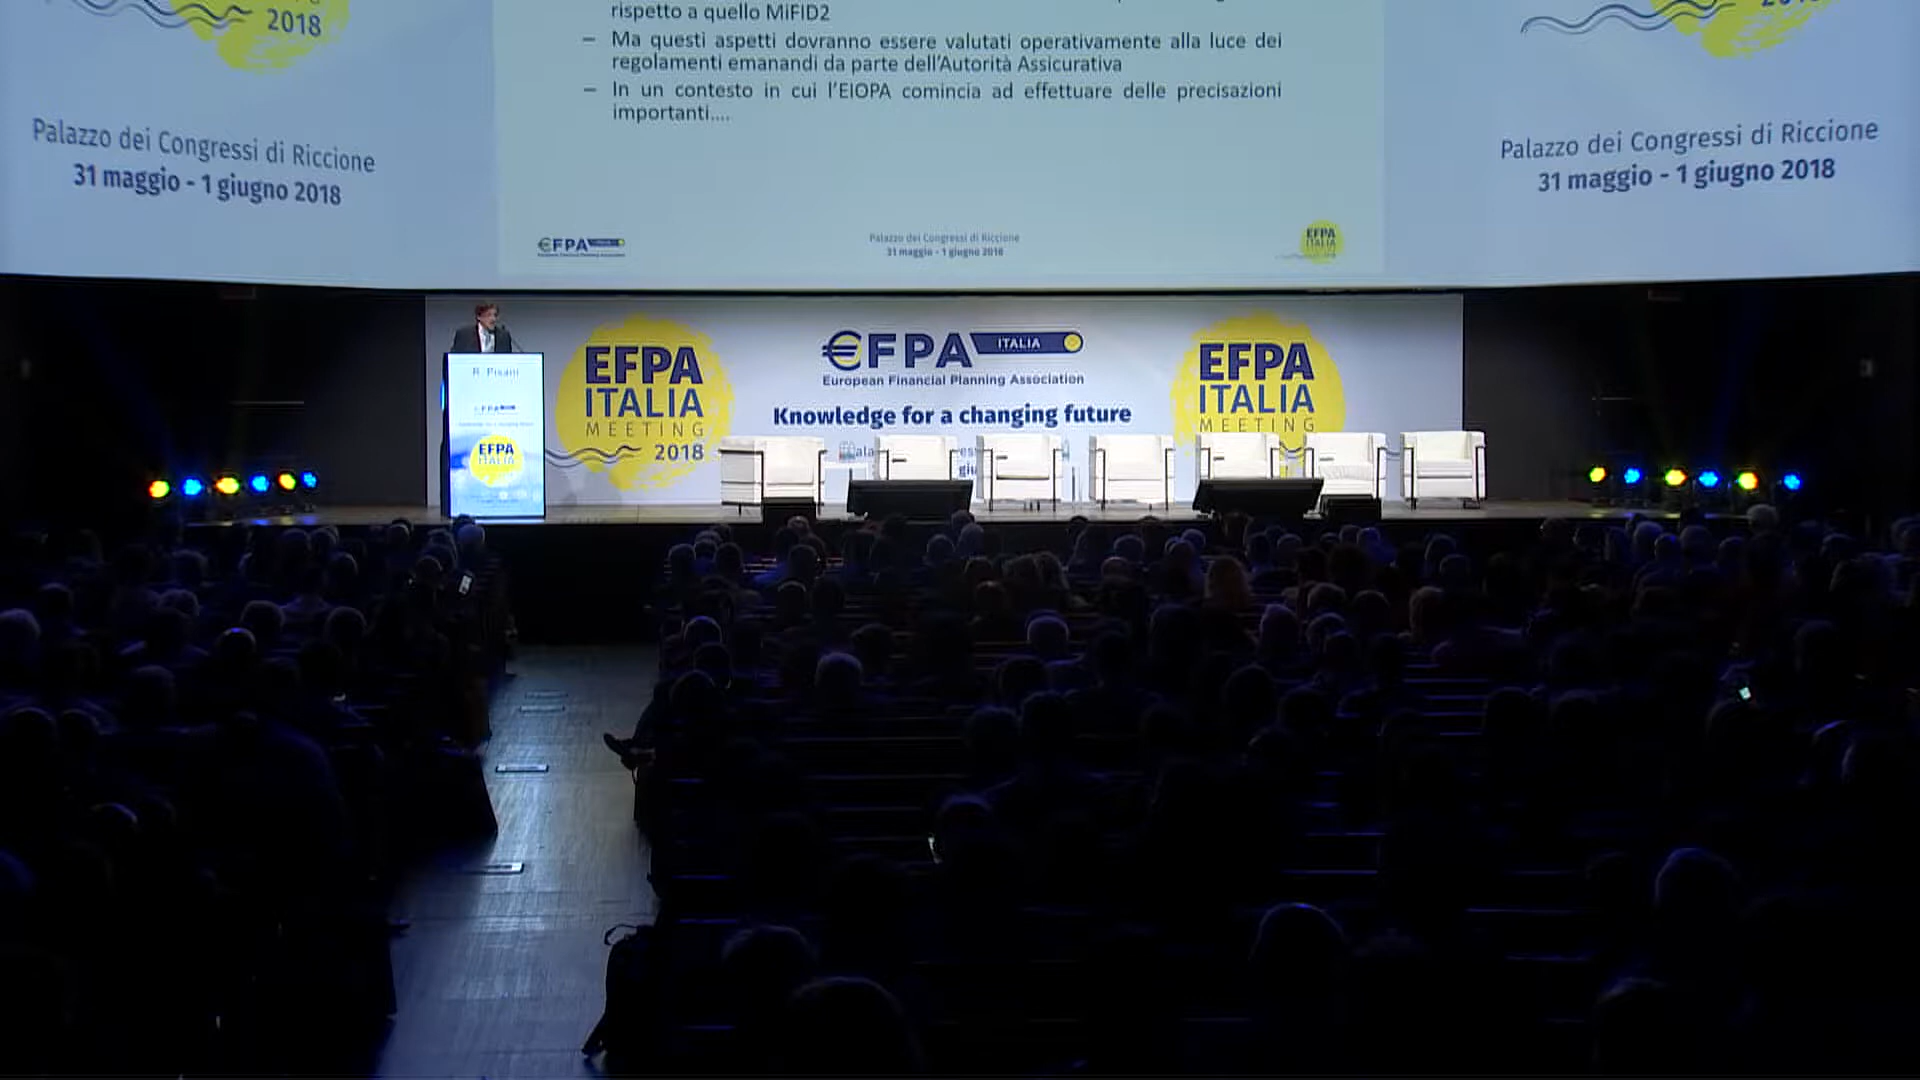 2018
rispetto a quello MiFID2
– Ma questi aspetti dovranno essere valutati operativamente alla luce dei
regolamenti emanandi da parte dell'Autorità Assicurativa
– In un contesto in cui l'EIOPA comincia ad effettuare delle precisazioni
importanti....
Palazzo dei Congressi di Riccione
31 maggio - 1 giugno 2018
Palazzo dei Congressi di Riccione
31 maggio - 1 giugno 2018
€FPA
Palazzo dei Congressi di Riccione
31 maggio - 1 giugno 2018
EFPA
ITALIA
R. Pisani
EFPA
ITALIA
EFPA
ITALIA
MEETING
2018
€FPA ITALIA
European Financial Planning Association
Knowledge for a changing future
EFPA
ITALIA
MEETING